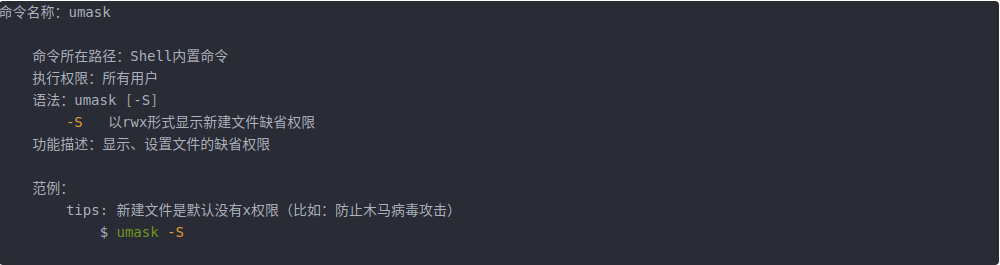 命令名称：umask
命令所在路径：Shell内置命令
执行权限：所有用户
语法：umask [-S]
-S 以rwx形式显示新建文件缺省权限
功能描述：显示、设置文件的缺省权限
范例：
tips: 新建文件是默认没有x权限（比如：防止木马病毒攻击）
$ umask -S